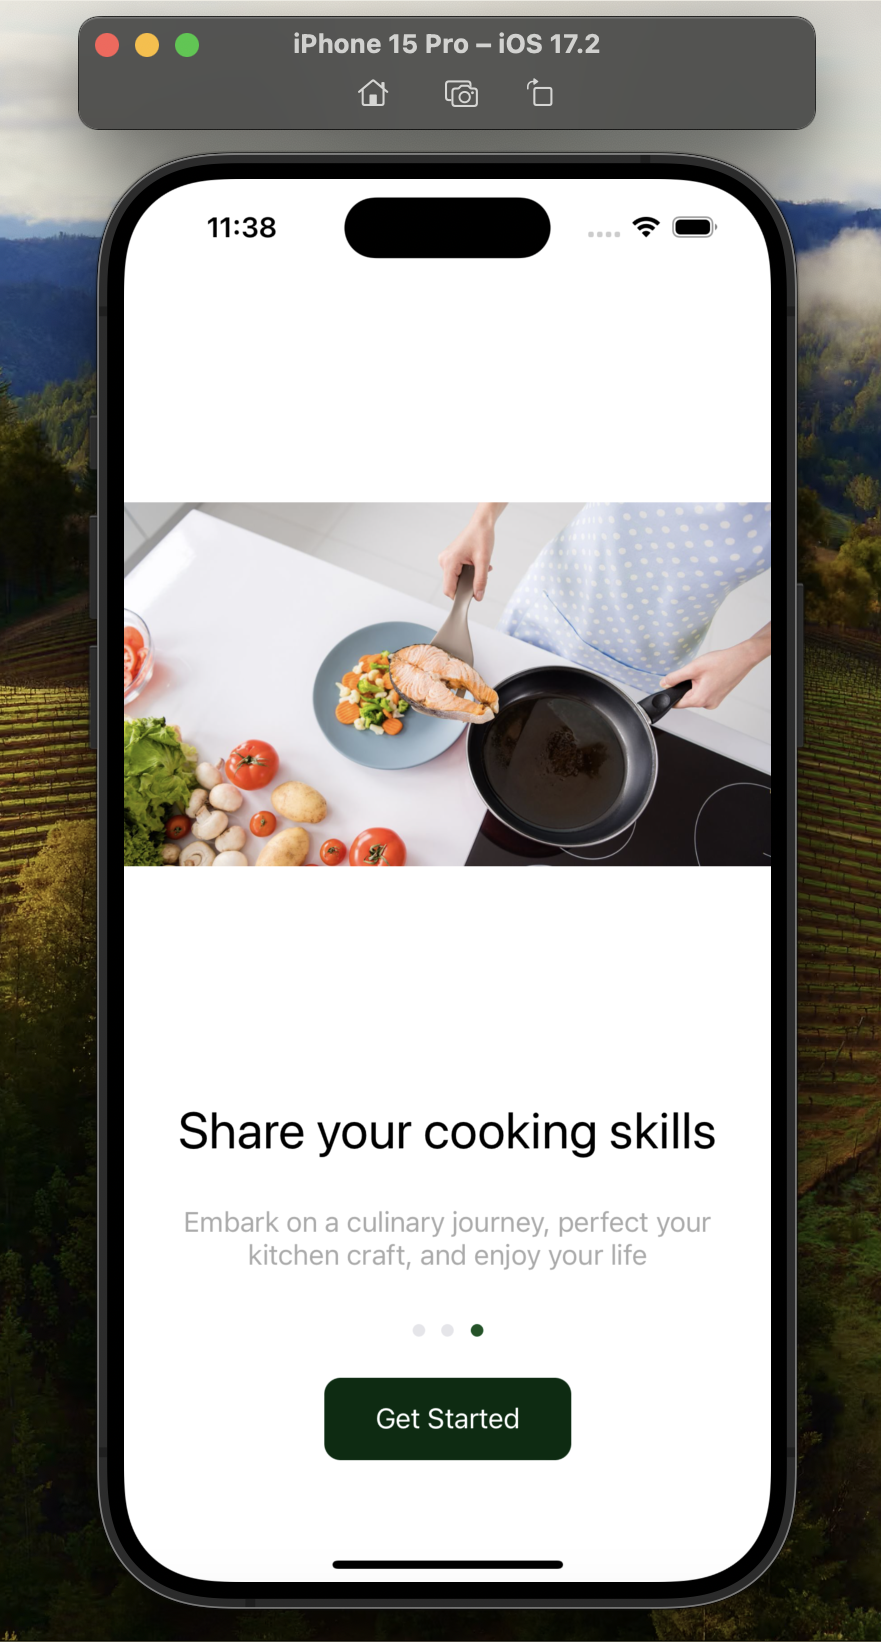 iPhone 15 Pro – iOS 17.2
11:38
Share your cooking skills
Embark on a culinary journey, perfect your
kitchen craft, and enjoy your life
Get Started